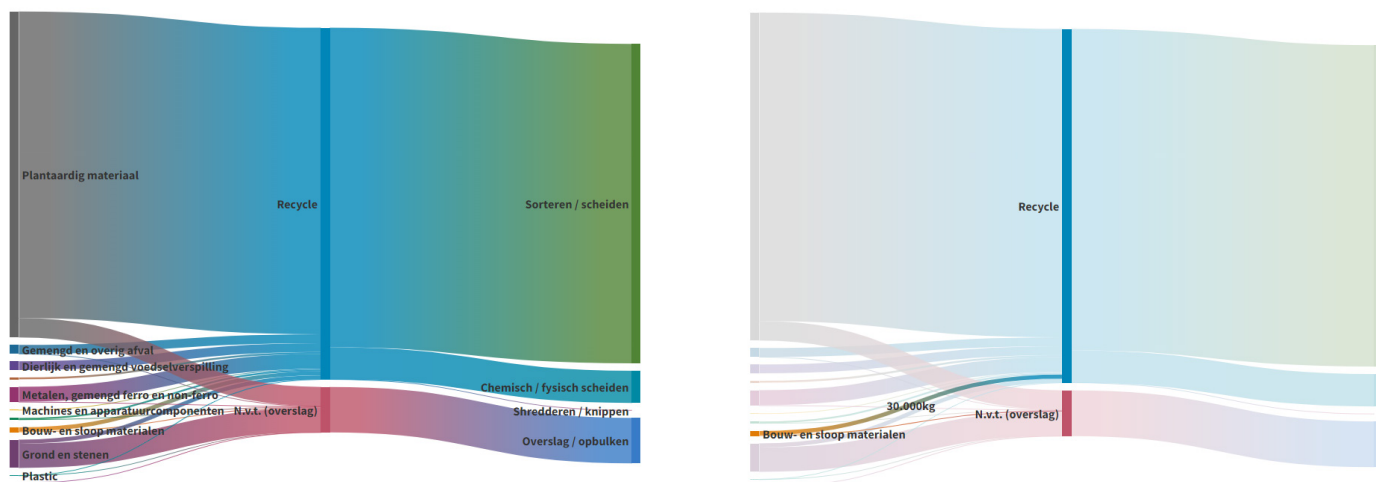 Plantaardig materiaal
Recycle
Sorteren / scheiden
Gemengd en overig afval
Dierlijk en gemengd voedselverspilling
Metalen, gemengd ferro en non-ferro
Machines en apparatuurcomponenten
N.v.t. (overslag)
Bouw- en sloop materialen
Grond en stenen
Plastic
Chemisch / fysisch scheiden
Shredderen / knippen
Overslag / opbulken
Recycle
30.000kg
N.v.t. (overslag)
Bouw- en sloop materialen